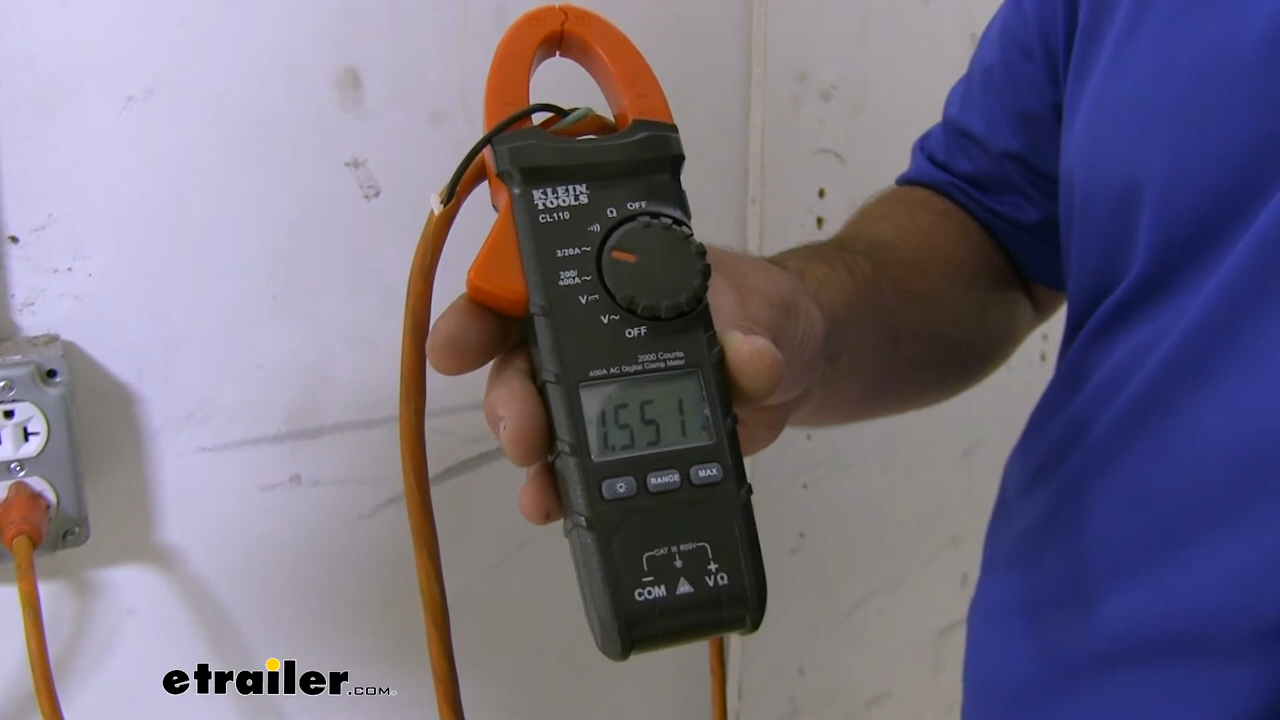 KLEIN
TOOLS
CL110
Ω OFF
2/20A~
200/
400A~
V
V~
OFF
2000 Counts
400A AC Digital Clamp Meter
1.551
RANGE
MAX
CAT III 600V
− +
COM VΩ
etrailer.COM